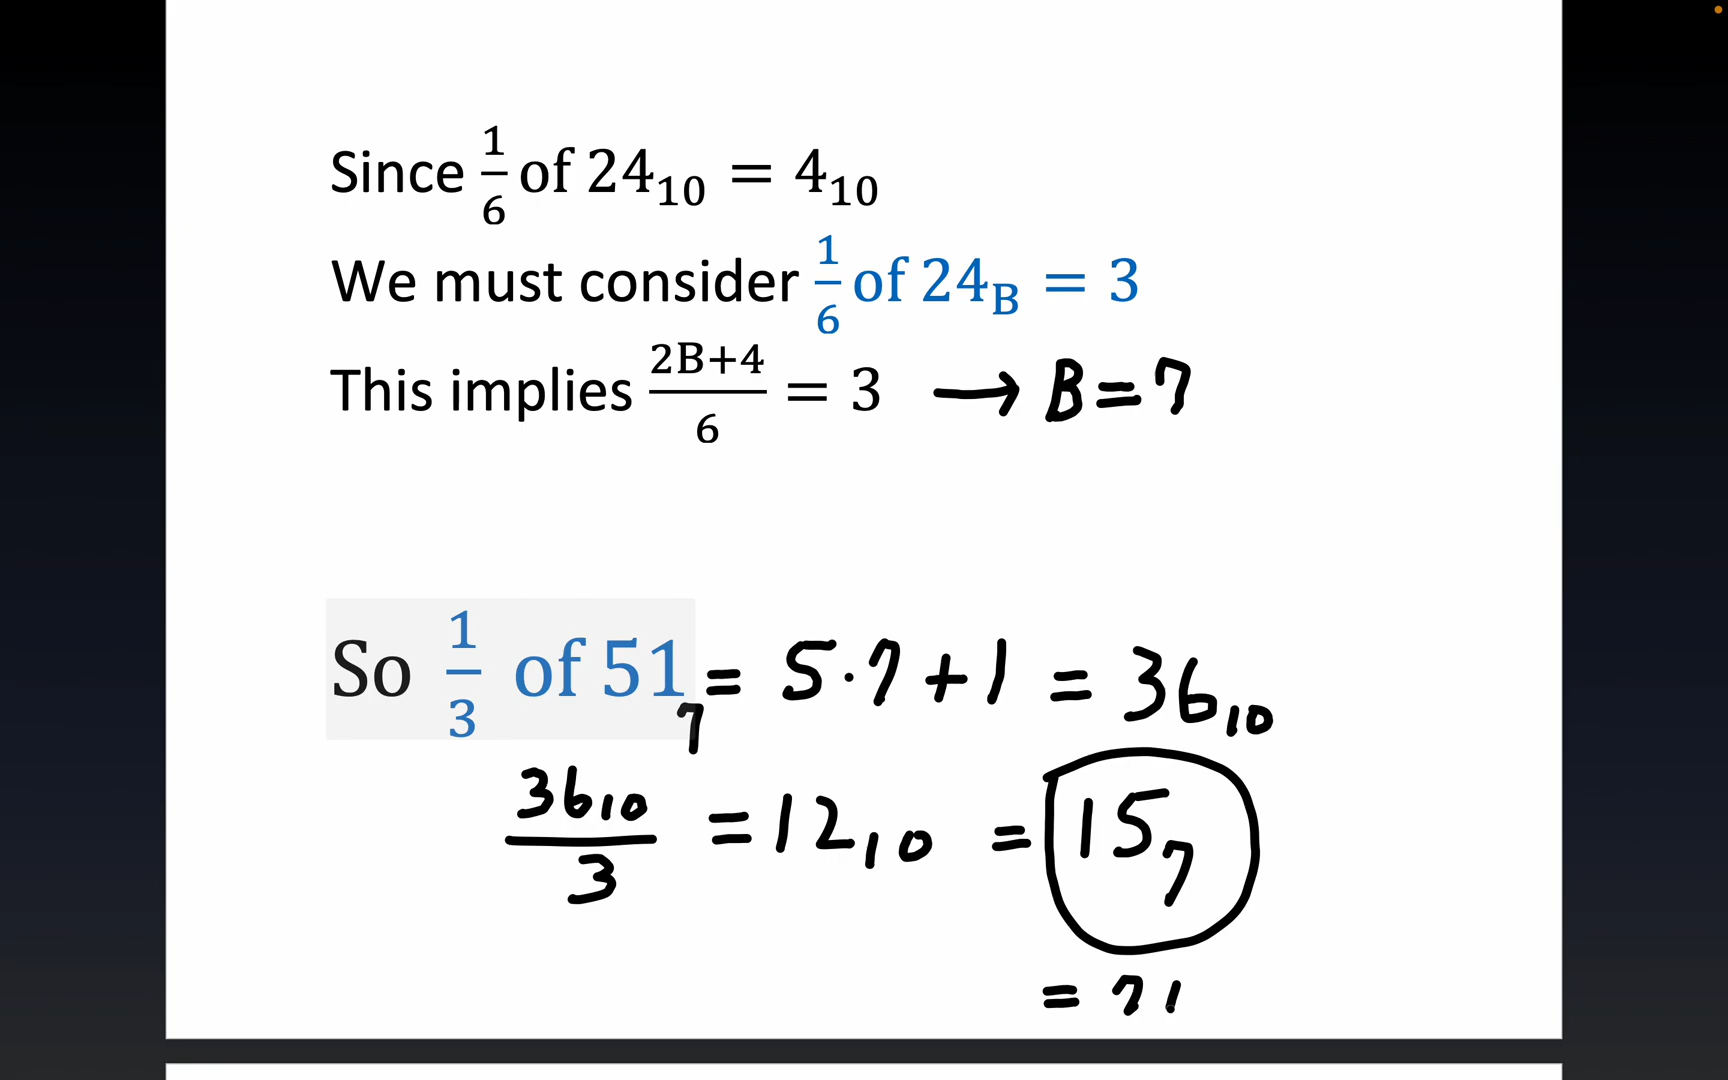 Since 1/6 of 24₁₀ = 4₁₀
We must consider 1/6 of 24_B = 3
This implies (2B+4)/6 = 3 → B = 7
So 1/3 of 51₇ = 5·7 + 1 = 36₁₀
36₁₀/3 = 12₁₀ = 15₇
= 7